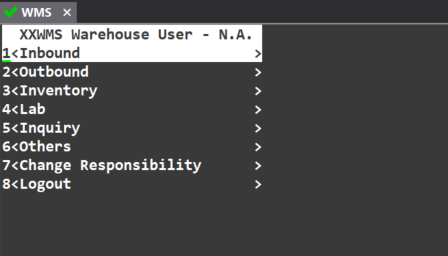 WMS ×
XXWMS Warehouse User - N.A.
1<Inbound >
2<Outbound >
3<Inventory >
4<Lab >
5<Inquiry >
6<Others >
7<Change Responsibility >
8<Logout >